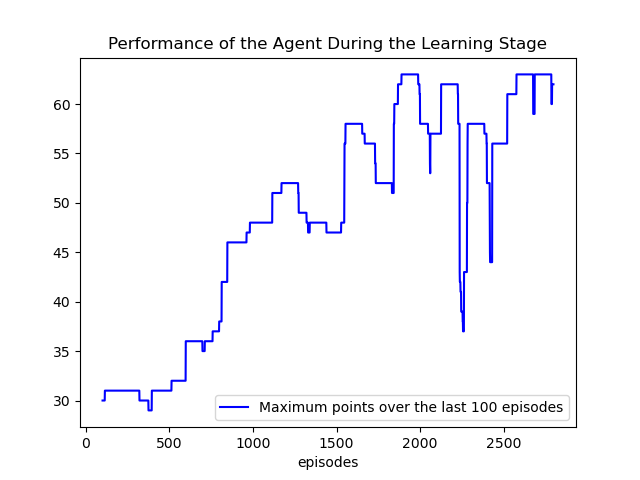 Performance of the Agent During the Learning Stage
60
55
50
45
40
35
30
Maximum points over the last 100 episodes
0 500 1000 1500 2000 2500
episodes